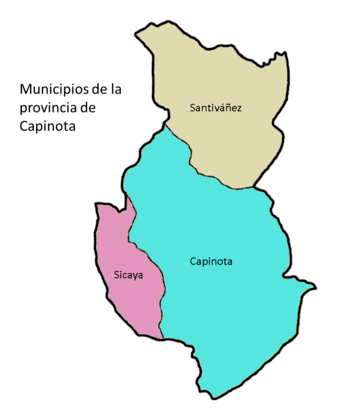 Municipios de la
provincia de
Capinota
Santiváñez
Capinota
Sicaya